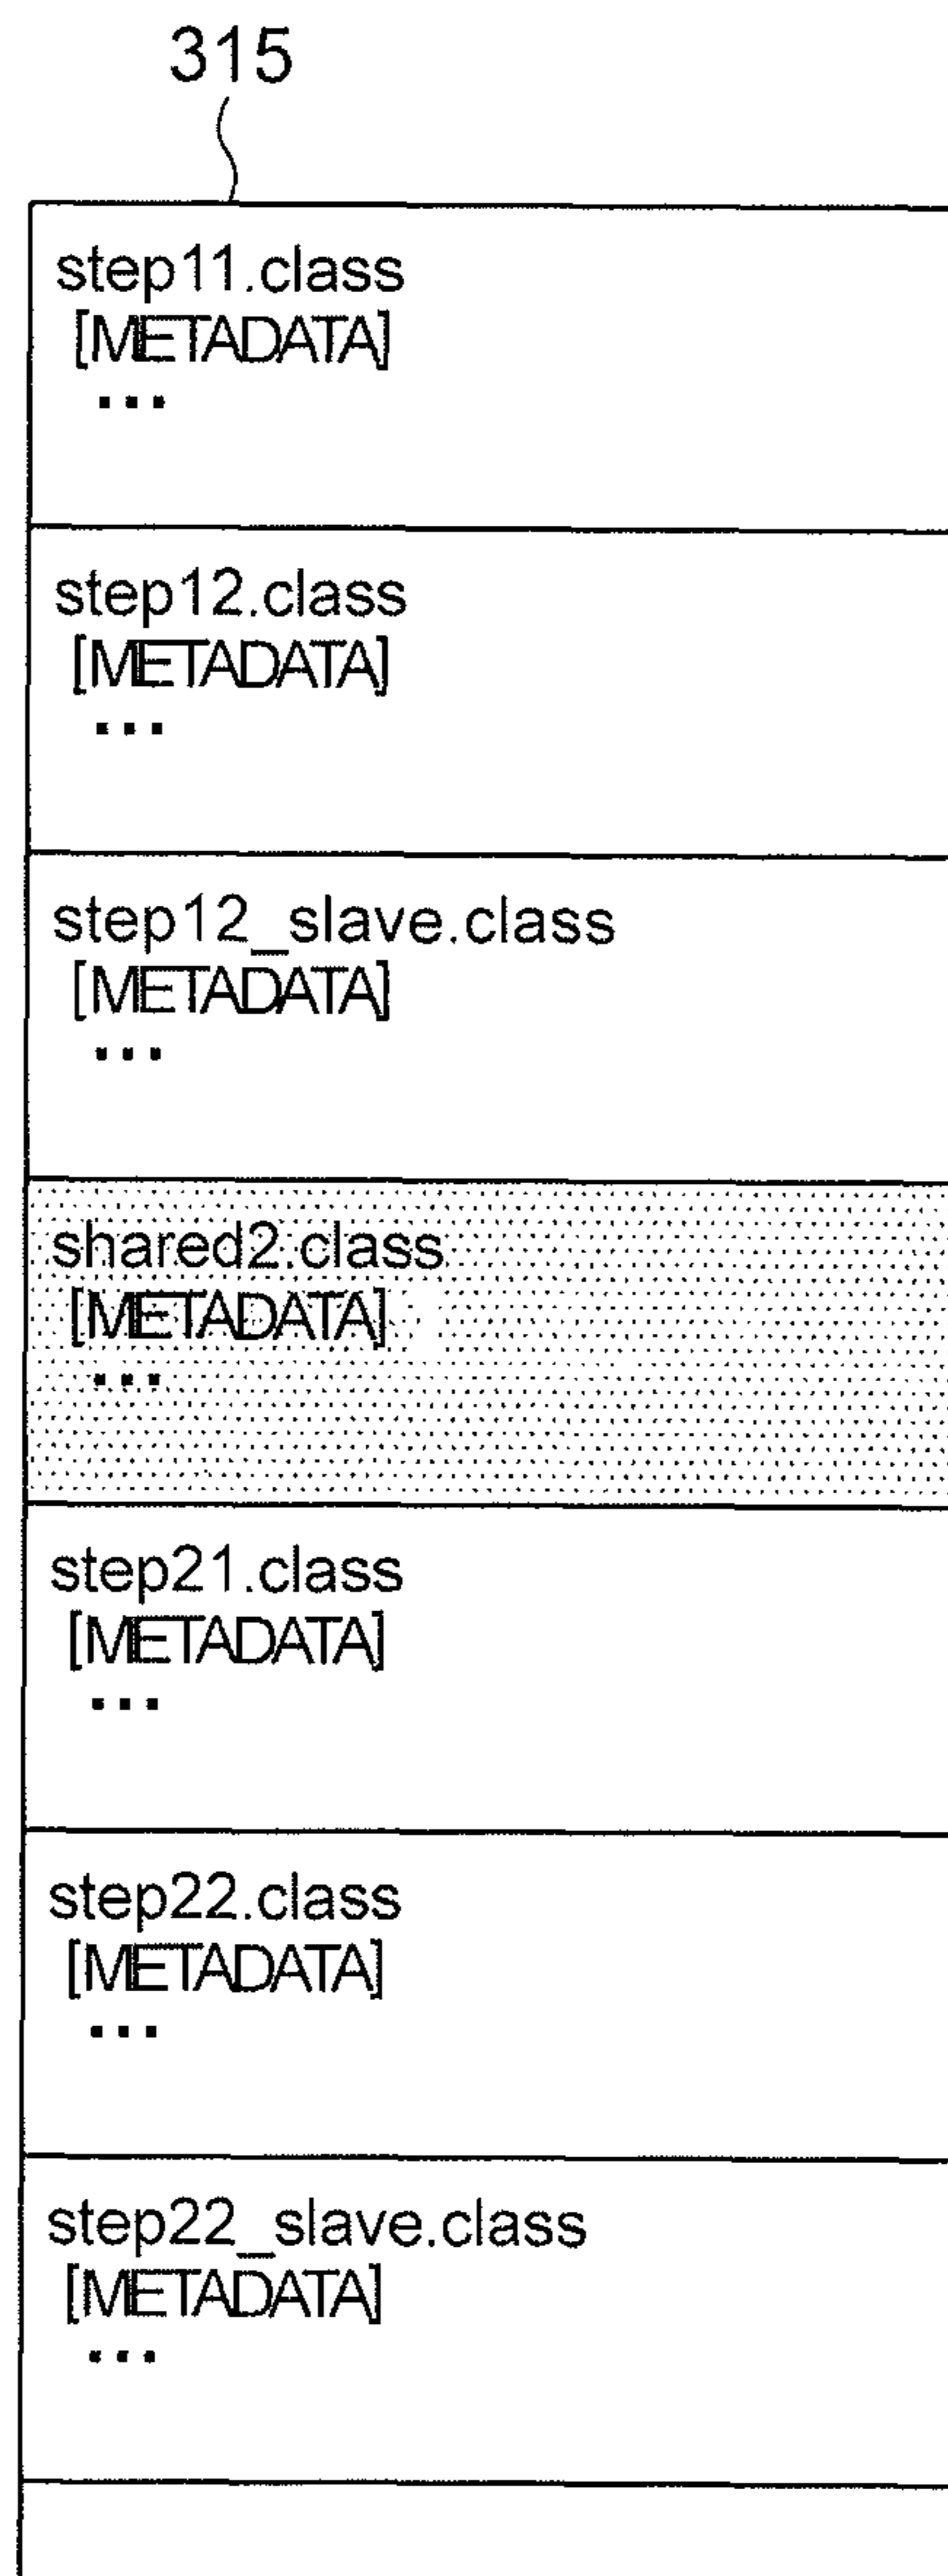 315
step11.class
[METADATA]
...
step12.class
[METADATA]
...
step12_slave.class
[METADATA]
...
shared2.class
[METADATA]
...
step21.class
[METADATA]
...
step22.class
[METADATA]
...
step22_slave.class
[METADATA]
...